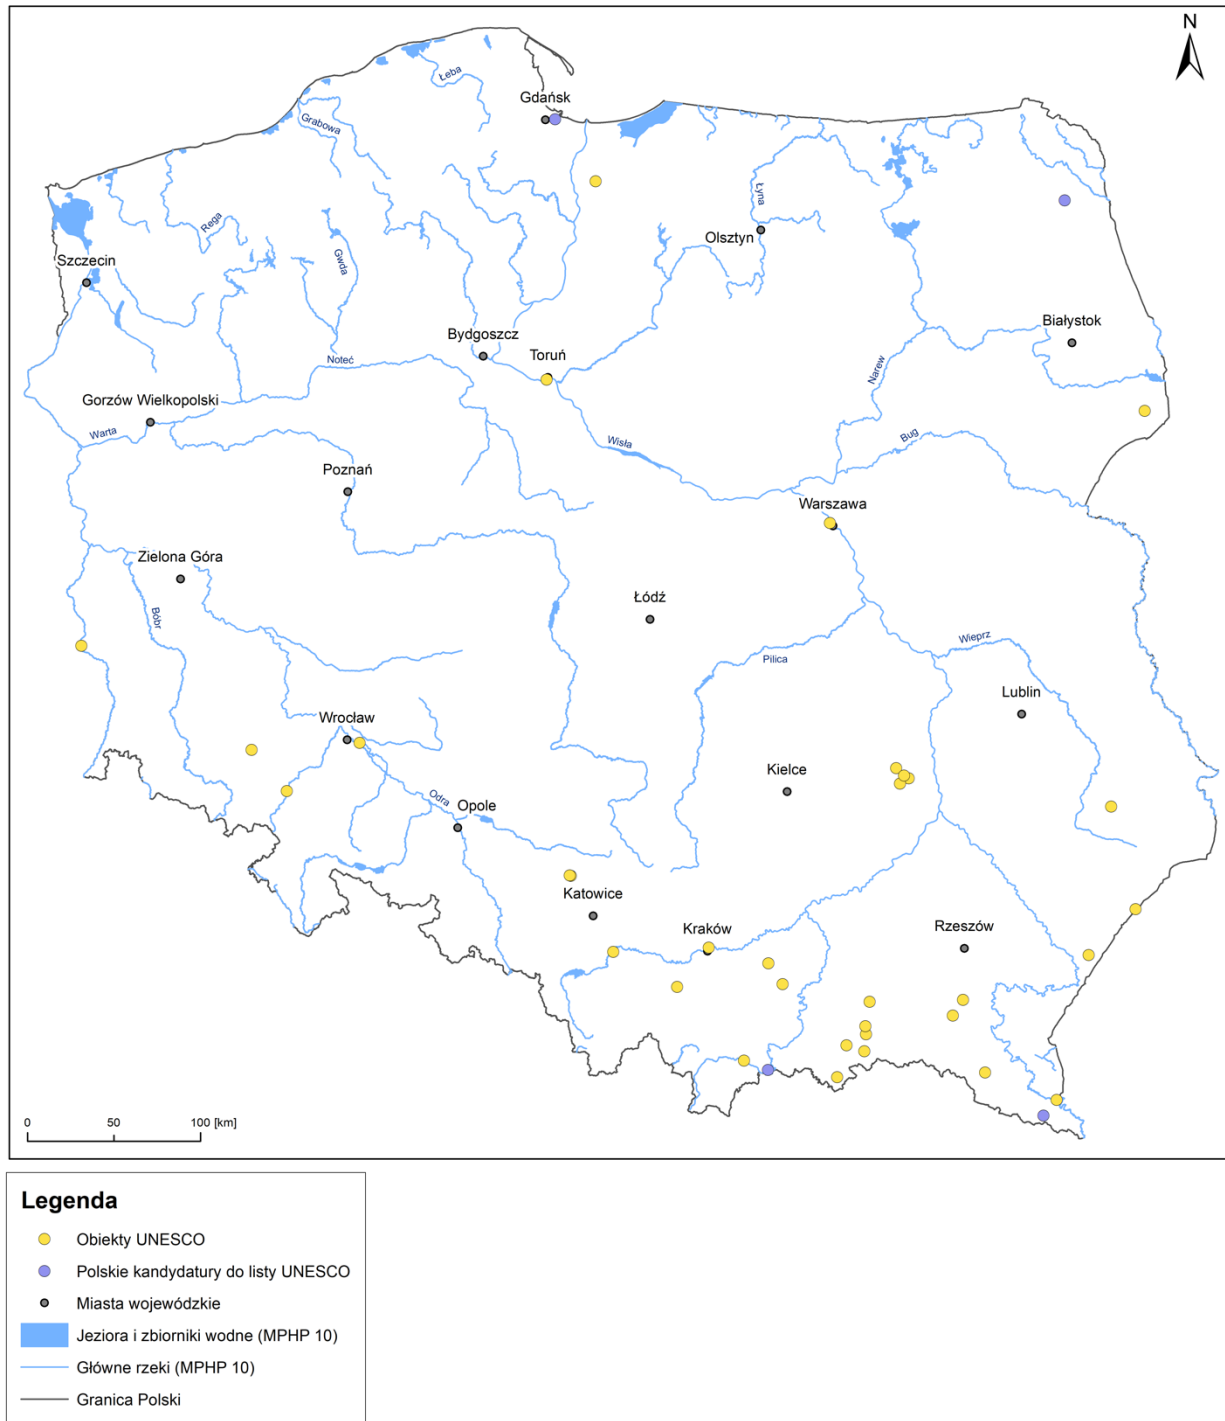 N
Łeba
Gdańsk
Grabowa
Łyna
Rega
Olsztyn
Gwda
Szczecin
Białystok
Bydgoszcz
Toruń
Noteć
Narew
Gorzów Wielkopolski
Warta
Wisła
Bug
Poznań
Warszawa
Zielona Góra
Łódź
Bóbr
Wieprz
Pilica
Lublin
Wrocław
Kielce
Odra
Opole
Katowice
Kraków
Rzeszów
0 50 100 [km]
Legenda
Obiekty UNESCO
Polskie kandydatury do listy UNESCO
Miasta wojewódzkie
Jeziora i zbiorniki wodne (MPHP 10)
Główne rzeki (MPHP 10)
Granica Polski